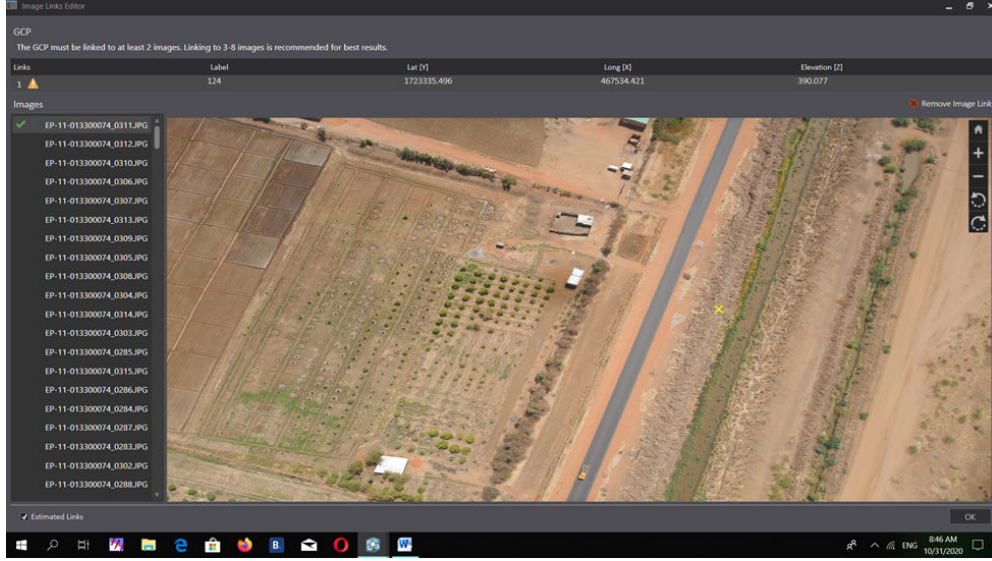 Image Links Editor
GCP
The GCP must be linked to at least 2 images. Linking to 3-8 images is recommended for best results.
Links Label Lat [Y] Long [X] Elevation [Z]
1 124 1723335.496 467534.421 390.077
Images Remove Image Link
EP-11-013300074_0311.JPG
EP-11-013300074_0312.JPG
EP-11-013300074_0310.JPG
EP-11-013300074_0306.JPG
EP-11-013300074_0307.JPG
EP-11-013300074_0313.JPG
EP-11-013300074_0309.JPG
EP-11-013300074_0305.JPG
EP-11-013300074_0308.JPG
EP-11-013300074_0304.JPG
EP-11-013300074_0314.JPG
EP-11-013300074_0303.JPG
EP-11-013300074_0285.JPG
EP-11-013300074_0315.JPG
EP-11-013300074_0286.JPG
EP-11-013300074_0284.JPG
EP-11-013300074_0287.JPG
EP-11-013300074_0283.JPG
EP-11-013300074_0302.JPG
EP-11-013300074_0288.JPG
Estimated Links OK
B. W ENG 8:46 AM
10/31/2020